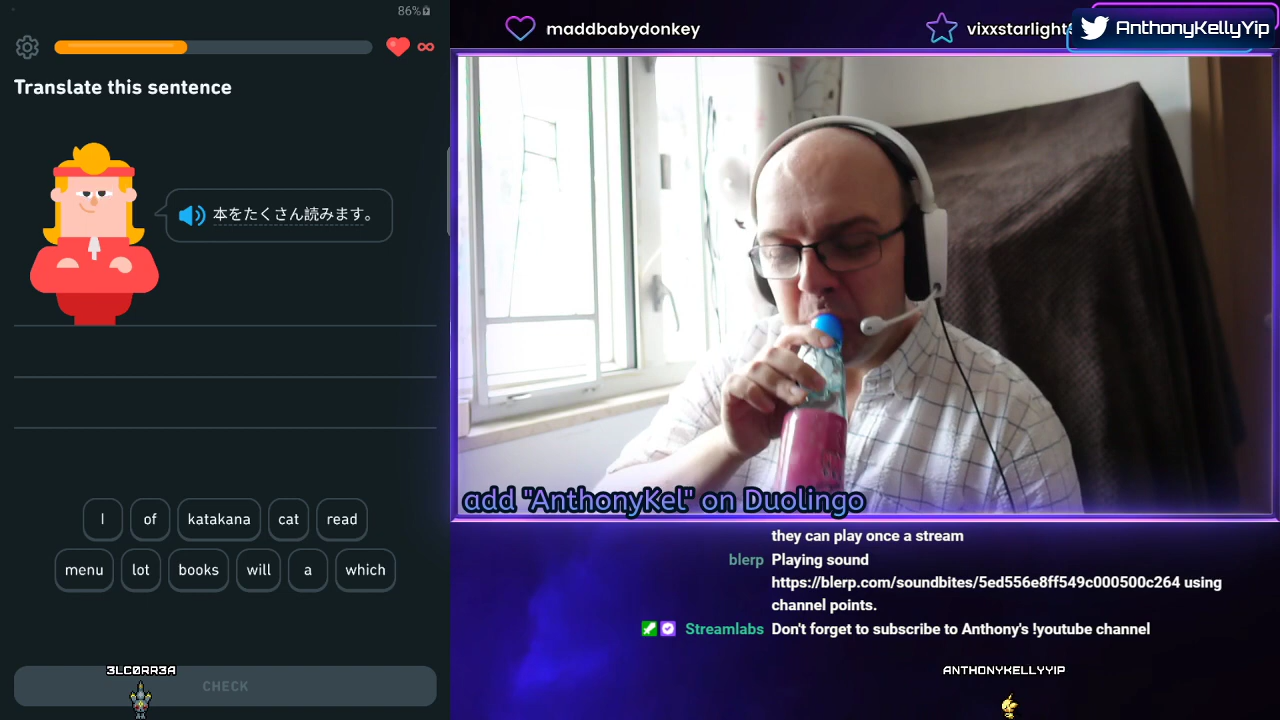 86%
Translate this sentence
本をたくさん読みます。
I of katakana cat read
menu lot books will a which
CHECK
3LC0RR3A
maddbabydonkey
vixxstarlight
AnthonyKellyYip
add "AnthonyKel" on Duolingo
they can play once a stream
blerp Playing sound
https://blerp.com/soundbites/5ed556e8ff549c000500c264 using
channel points.
Streamlabs Don't forget to subscribe to Anthony's !youtube channel
ANTHONYKELLYYIP